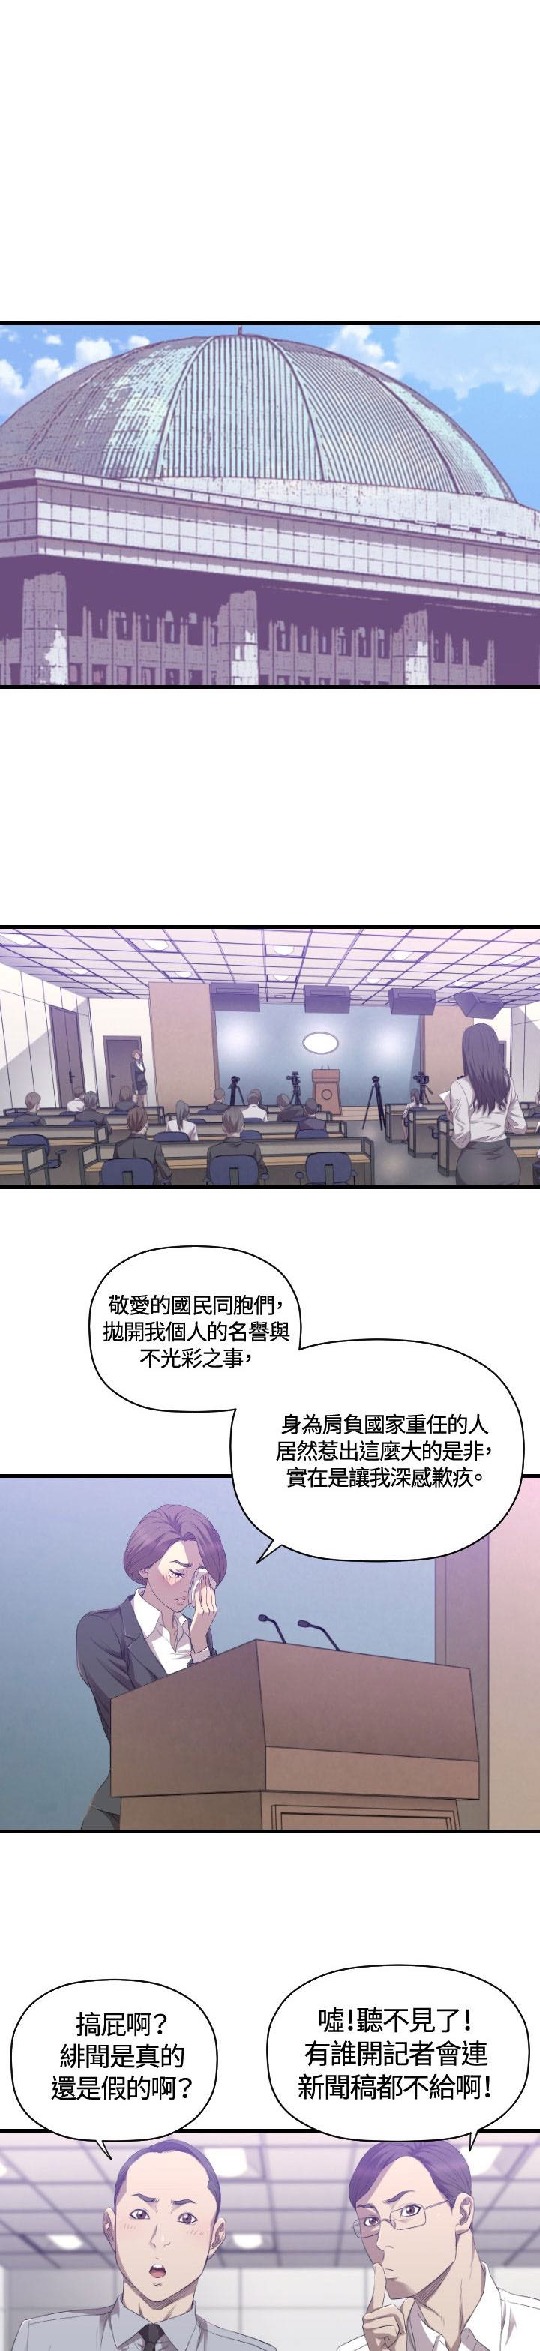 敬愛的國民同胞們，
拋開我個人的名譽與
不光彩之事，
身為肩負國家重任的人
居然惹出這麼大的是非，
實在是讓我深感歉疚。
搞屁啊？
緋聞是真的
還是假的啊？
噓！聽不見了！
有誰開記者會連
新聞稿都不給啊！